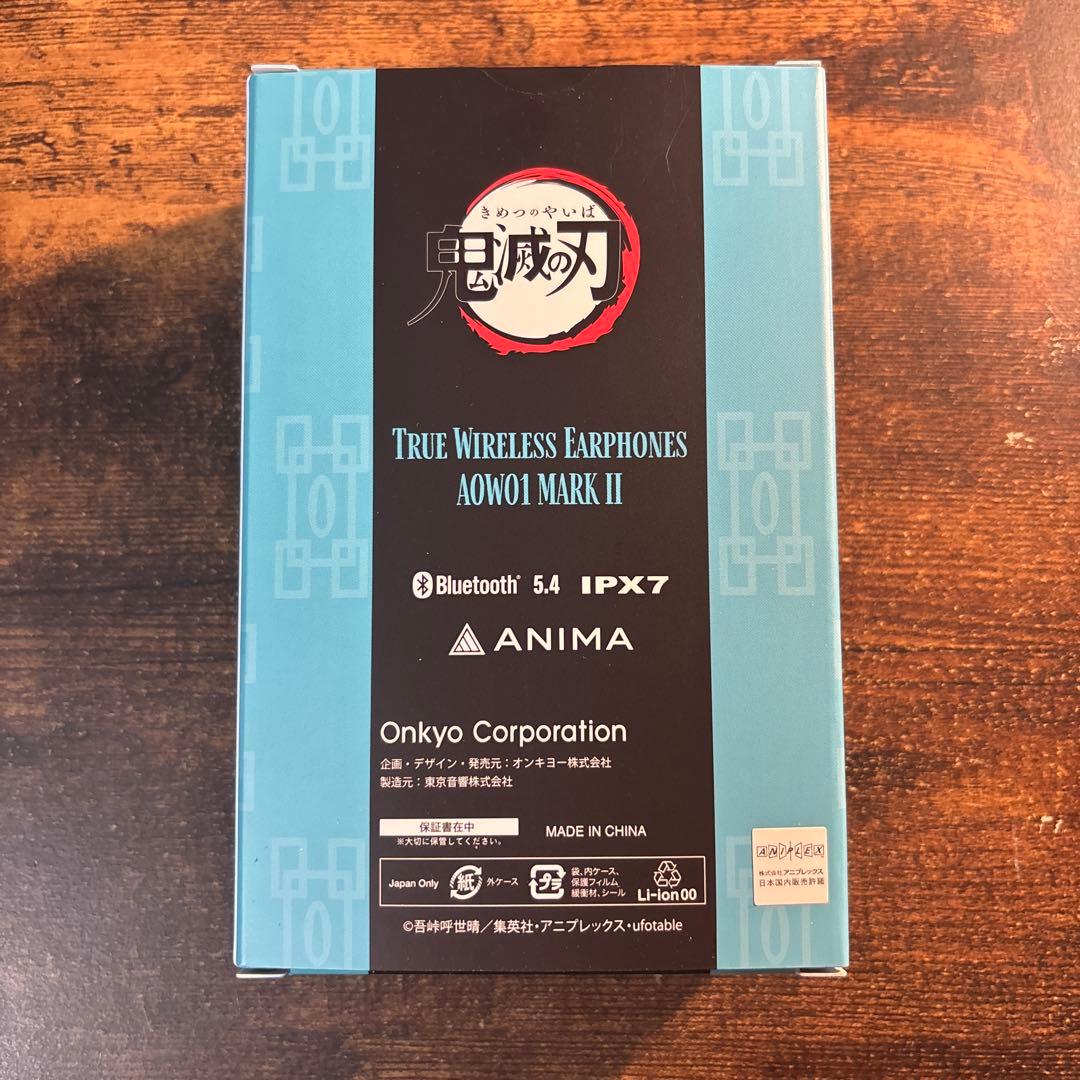 きめつのやいば
鬼滅の刃
TRUE WIRELESS EARPHONES
AOW01 MARK II
Bluetooth® 5.4 IPX7
ANIMA
Onkyo Corporation
企画・デザイン・発売元：オンキヨー株式会社
製造元：東京音響株式会社
保証書在中
※大切に保管してください。
MADE IN CHINA
Japan Only
紙 外ケース
プラ
袋、内ケース、
保護フィルム、
緩衝材、シール
Li-ion 00
©吾峠呼世晴／集英社・アニプレックス・ufotable
ANIPLEX
株式会社アニプレックス
日本国内販売許諾